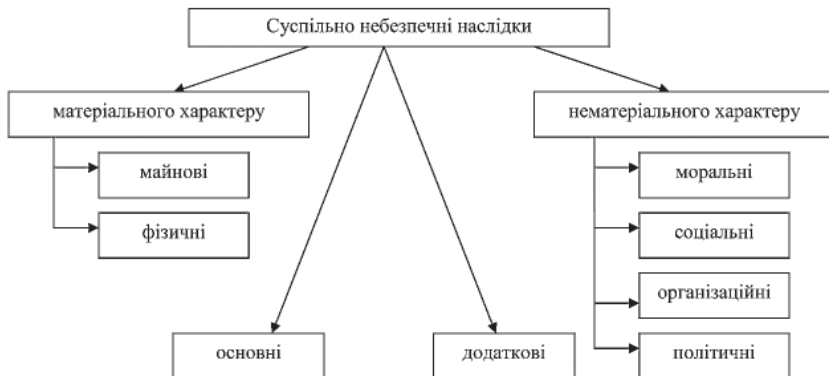 Суспільно небезпечні наслідки
матеріального характеру
нематеріального характеру
майнові
фізичні
моральні
соціальні
організаційні
основні
додаткові
політичні